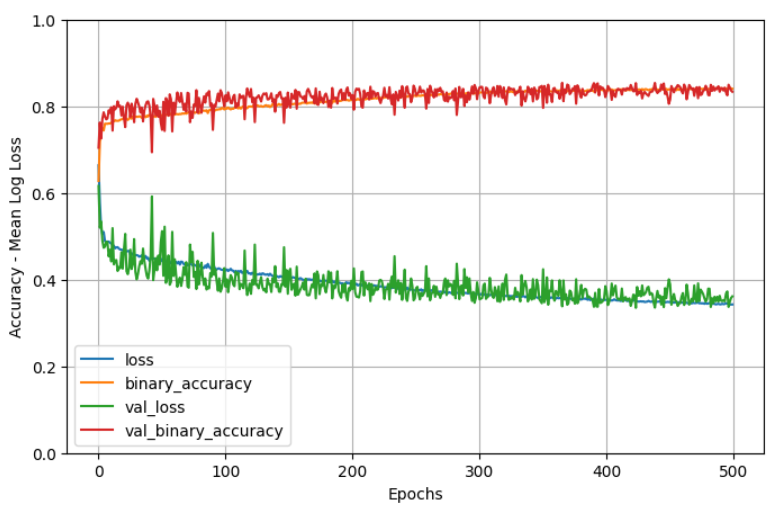 1.0
0.8
0.6
0.4
0.2
0.0
Accuracy - Mean Log Loss
loss
binary_accuracy
val_loss
val_binary_accuracy
0 100 200 300 400 500
Epochs